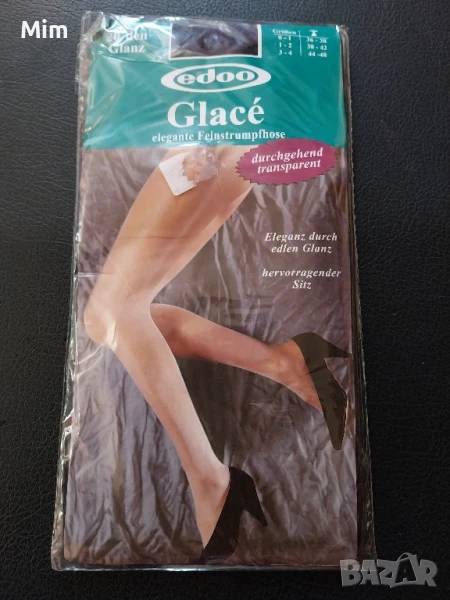 Mim
Glanz
Größen
0 - 1 36 - 38
1 - 2 38 - 42
3 - 4 44 - 48
edoo
Glacé
elegante Feinstrumpfhose
durchgehend
transparent
Eleganz durch
edlen Glanz
hervorragender
Sitz
BAZAR